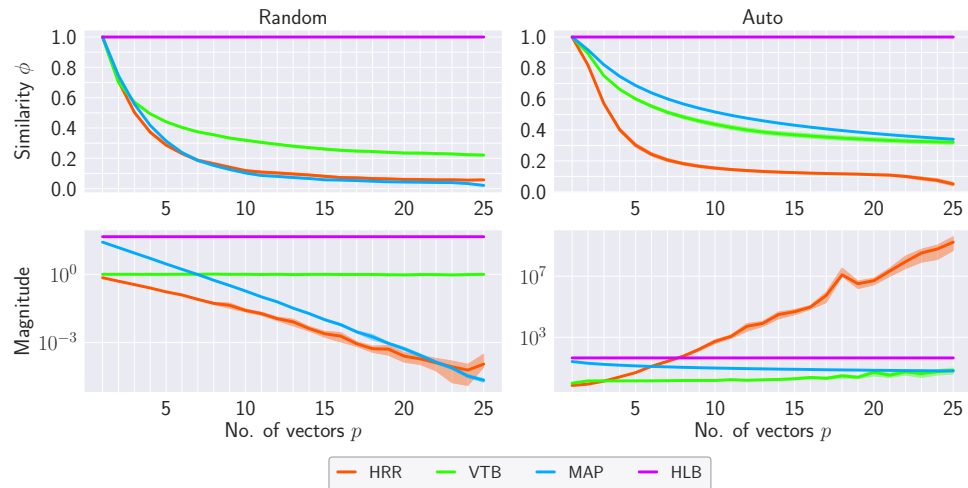 Random
Auto
Similarity ϕ
1.0
0.8
0.6
0.4
0.2
0.0
5 10 15 20 25
1.0
0.8
0.6
0.4
0.2
0.0
5 10 15 20 25
Magnitude
10⁰
10⁻³
5 10 15 20 25
No. of vectors p
10⁷
10³
5 10 15 20 25
No. of vectors p
HRR VTB MAP HLB